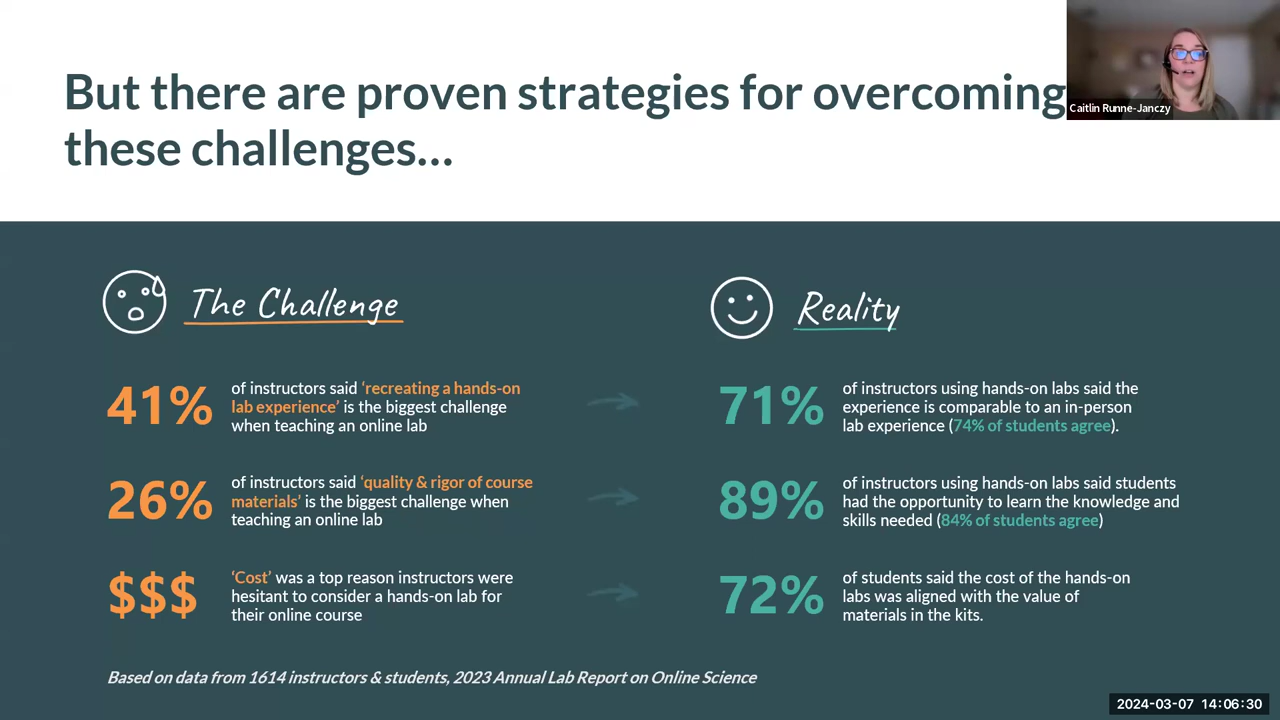 But there are proven strategies for overcoming
these challenges...
Caitlin Runne-Janczy
The Challenge
Reality
41%
of instructors said ‘recreating a hands-on
lab experience’ is the biggest challenge
when teaching an online lab
71%
of instructors using hands-on labs said the
experience is comparable to an in-person
lab experience (74% of students agree).
26%
of instructors said ‘quality & rigor of course
materials’ is the biggest challenge when
teaching an online lab
89%
of instructors using hands-on labs said students
had the opportunity to learn the knowledge and
skills needed (84% of students agree)
$$$
‘Cost’ was a top reason instructors were
hesitant to consider a hands-on lab for
their online course
72%
of students said the cost of the hands-on
labs was aligned with the value of
materials in the kits.
Based on data from 1614 instructors & students, 2023 Annual Lab Report on Online Science
2024-03-07 14:06:30